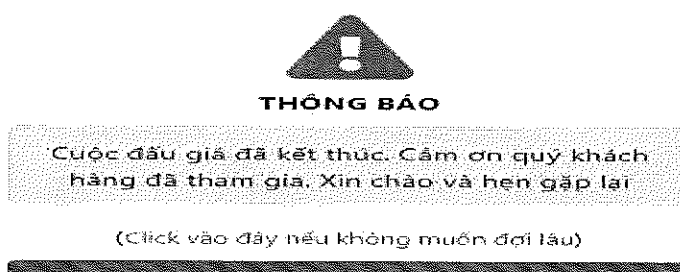 THÔNG BÁO
Cuộc đấu giá đã kết thúc. Cảm ơn quý khách
hàng đã tham gia. Xin chào và hẹn gặp lại
(Click vào đây nếu không muốn đợi lâu)